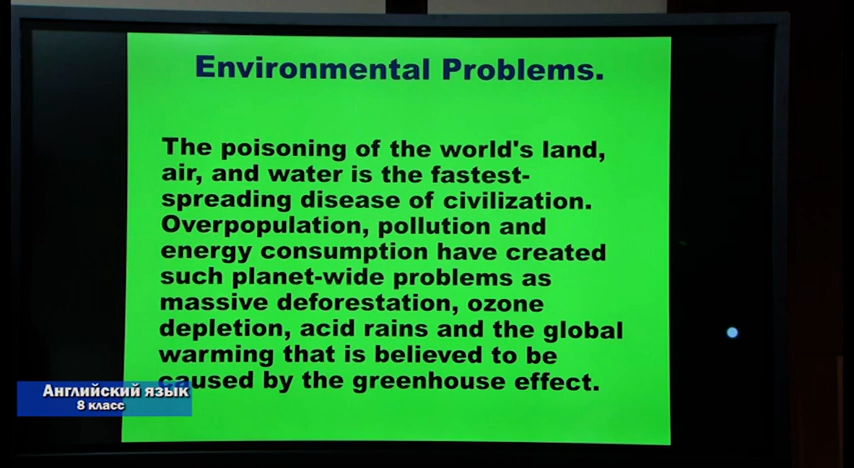 Environmental Problems.
The poisoning of the world's land,
air, and water is the fastest-
spreading disease of civilization.
Overpopulation, pollution and
energy consumption have created
such planet-wide problems as
massive deforestation, ozone
depletion, acid rains and the global
warming that is believed to be
caused by the greenhouse effect.
Английский язык
8 класс